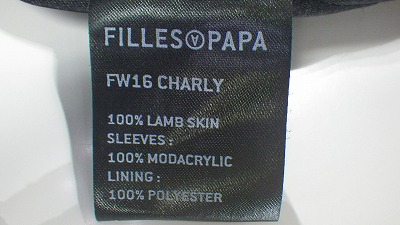 FILLES A PAPA
FW16 CHARLY
100% LAMB SKIN
SLEEVES :
100% MODACRYLIC
LINING :
100% POLYESTER